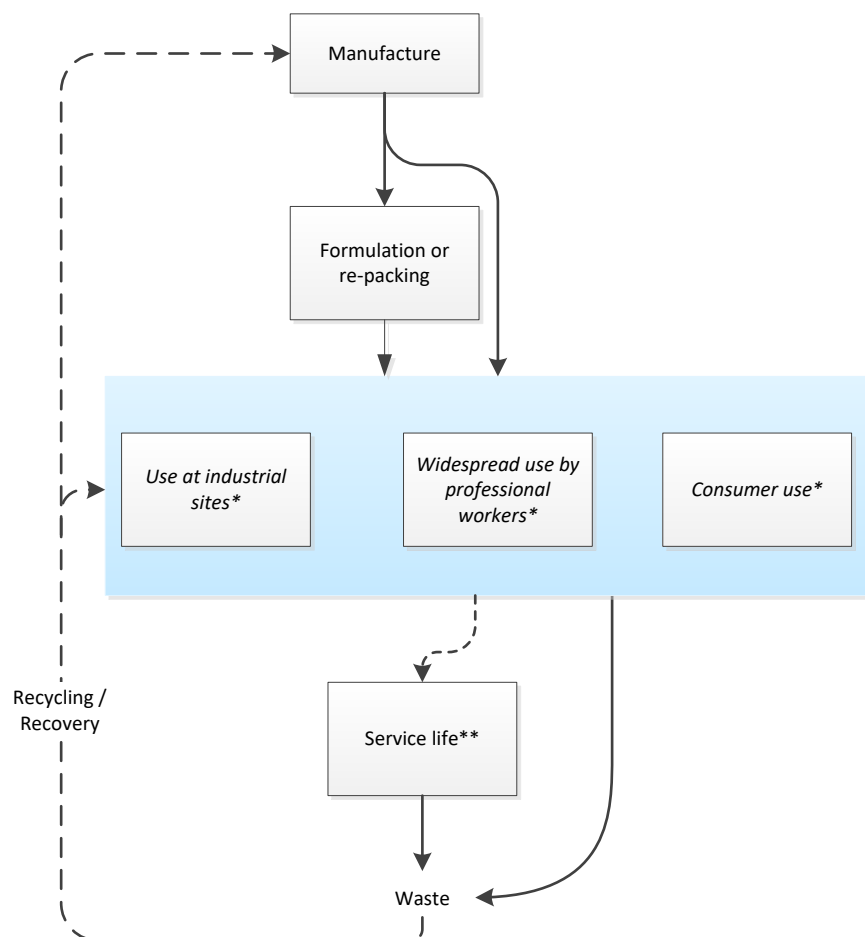 Manufacture
Formulation or
re-packing
Use at industrial
sites*
Widespread use by
professional
workers*
Consumer use*
Recycling /
Recovery
Service life**
Waste